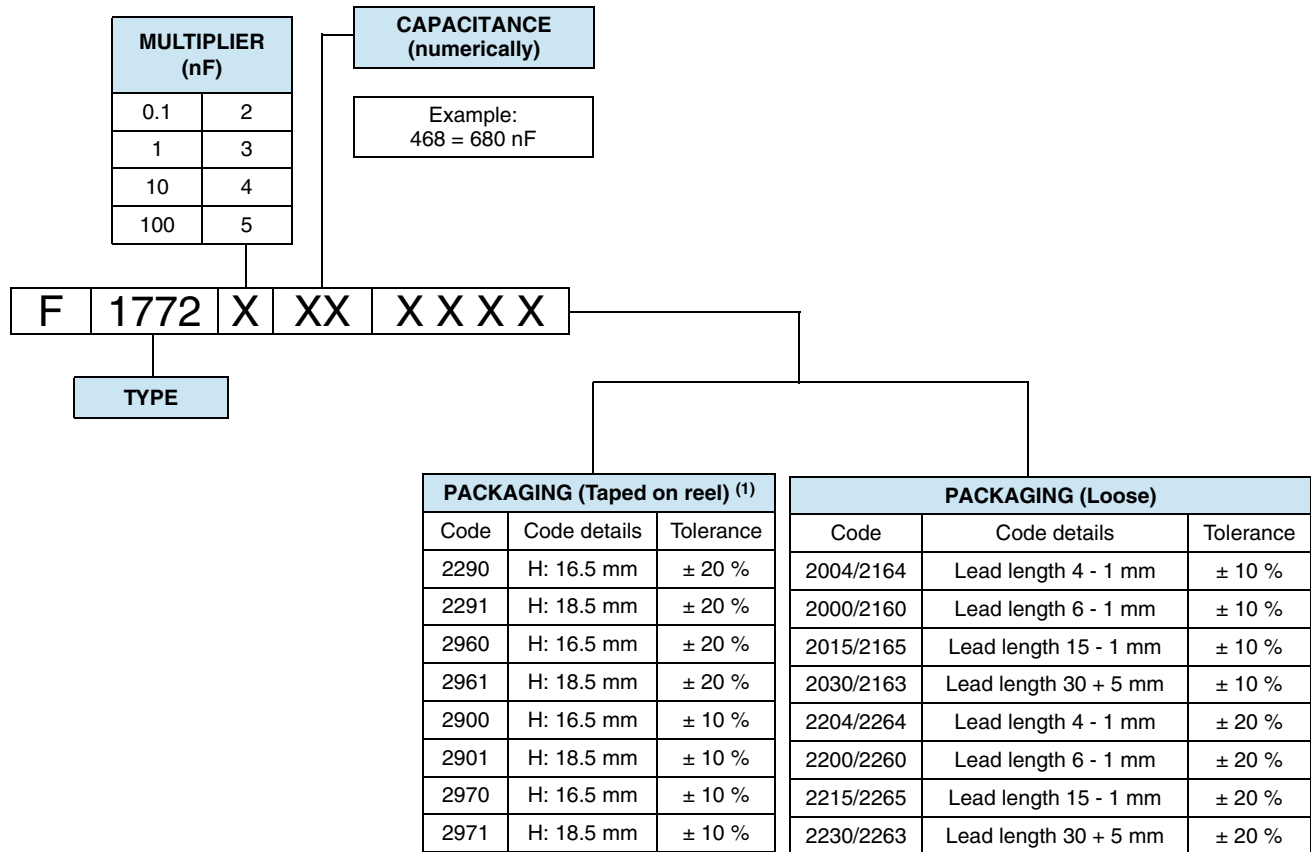 MULTIPLIER
(nF)
0.1 2
1 3
10 4
100 5
CAPACITANCE
(numerically)
Example:
468 = 680 nF
F 1772 X XX X X X X
TYPE
PACKAGING (Taped on reel) (1)
Code Code details Tolerance
2290 H: 16.5 mm ± 20 %
2291 H: 18.5 mm ± 20 %
2960 H: 16.5 mm ± 20 %
2961 H: 18.5 mm ± 20 %
2900 H: 16.5 mm ± 10 %
2901 H: 18.5 mm ± 10 %
2970 H: 16.5 mm ± 10 %
2971 H: 18.5 mm ± 10 %
PACKAGING (Loose)
Code Code details Tolerance
2004/2164 Lead length 4 - 1 mm ± 10 %
2000/2160 Lead length 6 - 1 mm ± 10 %
2015/2165 Lead length 15 - 1 mm ± 10 %
2030/2163 Lead length 30 + 5 mm ± 10 %
2204/2264 Lead length 4 - 1 mm ± 20 %
2200/2260 Lead length 6 - 1 mm ± 20 %
2215/2265 Lead length 15 - 1 mm ± 20 %
2230/2263 Lead length 30 + 5 mm ± 20 %